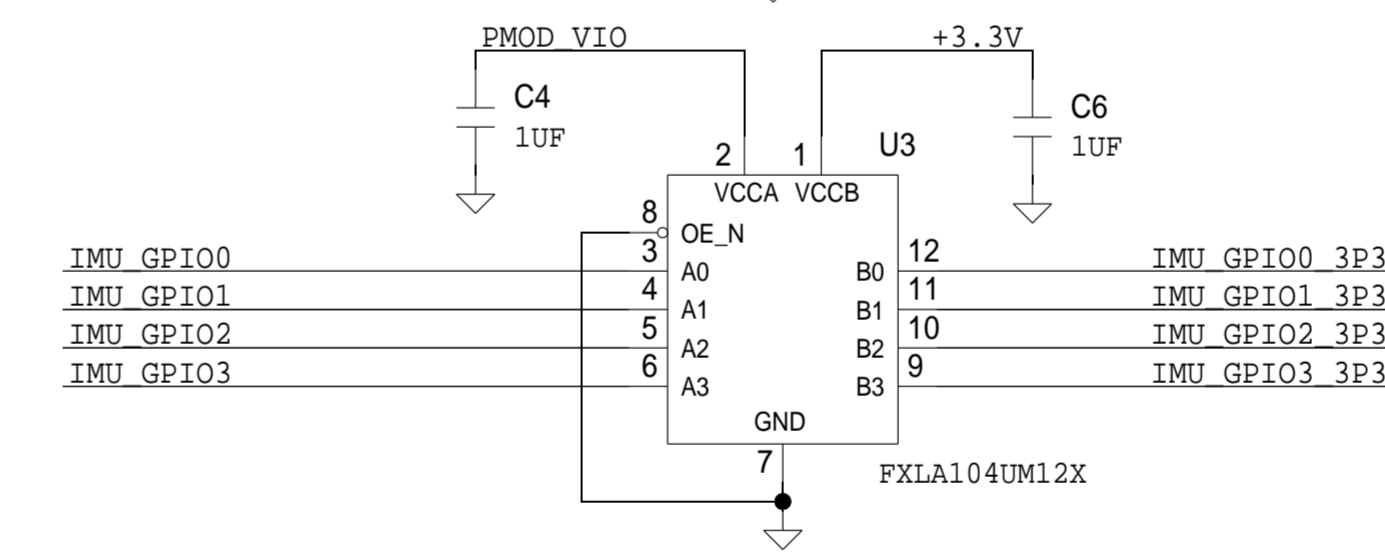 PMOD_VIO +3.3V
C4
1UF
C6
1UF
U3
2 1
VCCA VCCB
8
OE_N
IMU_GPIO0 3 A0 B0 12 IMU_GPIO0_3P3
IMU_GPIO1 4 A1 B1 11 IMU_GPIO1_3P3
IMU_GPIO2 5 A2 B2 10 IMU_GPIO2_3P3
IMU_GPIO3 6 A3 B3 9 IMU_GPIO3_3P3
GND
7
FXLA104UM12X